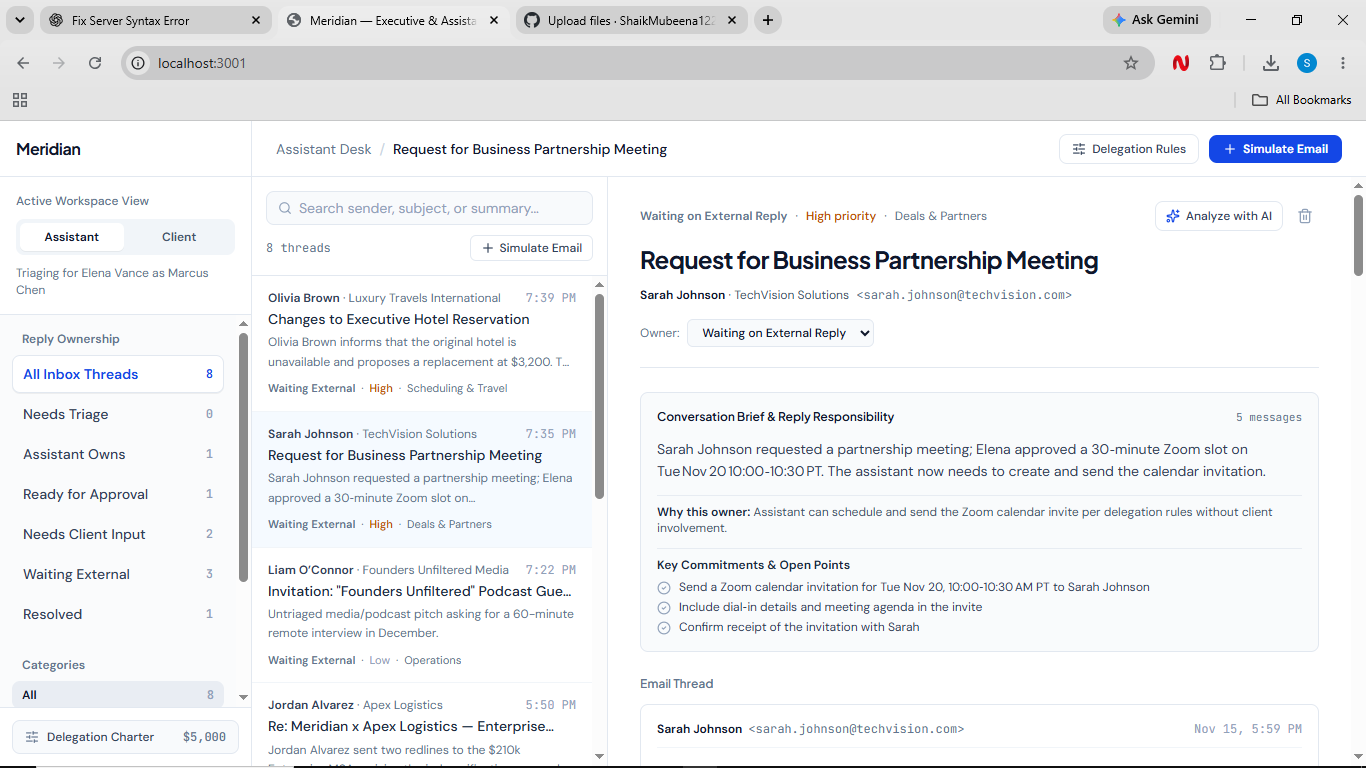 Fix Server Syntax Error
Meridian — Executive & Assista
Upload files · ShaikMubeena122
Ask Gemini
localhost:3001
S
All Bookmarks
Meridian
Assistant Desk / Request for Business Partnership Meeting
Delegation Rules
Simulate Email
Active Workspace View
Assistant
Client
Triaging for Elena Vance as Marcus
Chen
Reply Ownership
All Inbox Threads 8
Needs Triage 0
Assistant Owns 1
Ready for Approval 1
Needs Client Input 2
Waiting External 3
Resolved 1
Categories
All 8
Delegation Charter $5,000
Search sender, subject, or summary...
8 threads
Simulate Email
Olivia Brown · Luxury Travels International 7:39 PM
Changes to Executive Hotel Reservation
Olivia Brown informs that the original hotel is
unavailable and proposes a replacement at $3,200. T...
Waiting External · High · Scheduling & Travel
Sarah Johnson · TechVision Solutions 7:35 PM
Request for Business Partnership Meeting
Sarah Johnson requested a partnership meeting; Elena
approved a 30-minute Zoom slot on...
Waiting External · High · Deals & Partners
Liam O’Connor · Founders Unfiltered Media 7:22 PM
Invitation: "Founders Unfiltered" Podcast Gue...
Untriaged media/podcast pitch asking for a 60-minute
remote interview in December.
Waiting External · Low · Operations
Jordan Alvarez · Apex Logistics 5:50 PM
Re: Meridian x Apex Logistics — Enterprise...
Jordan Alvarez sent two redlines to the $210k
Waiting on External Reply · High priority · Deals & Partners
Analyze with AI
Request for Business Partnership Meeting
Sarah Johnson · TechVision Solutions <sarah.johnson@techvision.com>
Owner: Waiting on External Reply
Conversation Brief & Reply Responsibility 5 messages
Sarah Johnson requested a partnership meeting; Elena approved a 30-minute Zoom slot on
Tue Nov 20 10:00-10:30 PT. The assistant now needs to create and send the calendar invitation.
Why this owner: Assistant can schedule and send the Zoom calendar invite per delegation rules without client
involvement.
Key Commitments & Open Points
Send a Zoom calendar invitation for Tue Nov 20, 10:00-10:30 AM PT to Sarah Johnson
Include dial-in details and meeting agenda in the invite
Confirm receipt of the invitation with Sarah
Email Thread
Sarah Johnson <sarah.johnson@techvision.com> Nov 15, 5:59 PM